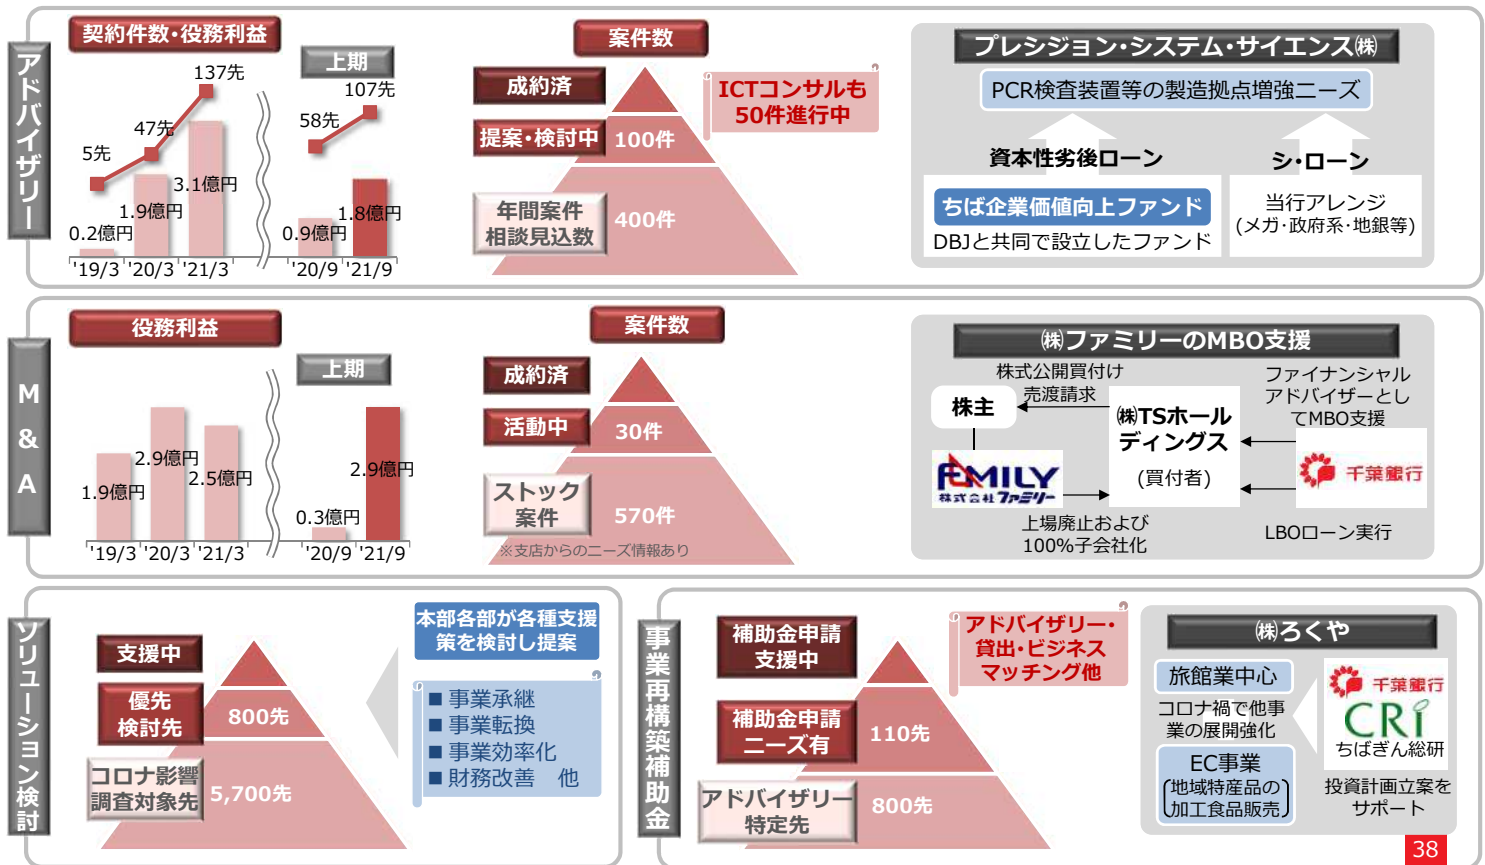 アドバイザリー
契約件数・役務利益
上期
137先
107先
58先
47先
5先
3.1億円
1.9億円
1.8億円
0.2億円
0.9億円
'19/3 '20/3 '21/3 '20/9 '21/9
案件数
成約済
提案・検討中 100件
年間案件
相談見込数
400件
ICTコンサルも
50件進行中
プレシジョン・システム・サイエンス㈱
PCR検査装置等の製造拠点増強ニーズ
資本性劣後ローン
シ・ローン
ちば企業価値向上ファンド
DBJと共同で設立したファンド
当行アレンジ
(メガ・政府系・地銀等)
M
&
A
役務利益
上期
2.9億円
2.9億円
2.5億円
1.9億円
0.3億円
'19/3 '20/3 '21/3 '20/9 '21/9
案件数
成約済
活動中 30件
ストック
案件
570件
※支店からのニーズ情報あり
㈱ファミリーのMBO支援
株式公開買付け
売渡請求
株主
㈱TSホール
ディングス
(買付者)
ファイナンシャル
アドバイザーとし
てMBO支援
FAMILY
株式会社ファミリー
千葉銀行
上場廃止および
100%子会社化
LBOローン実行
ソリューション検討
支援中
優先
検討先
800先
コロナ影響
調査対象先
5,700先
本部各部が各種支援
策を検討し提案
■ 事業承継
■ 事業転換
■ 事業効率化
■ 財務改善 他
事業再構築補助金
補助金申請
支援中
補助金申請
ニーズ有
110先
アドバイザリー
特定先
800先
アドバイザリー・
貸出・ビジネス
マッチング他
㈱ろくや
旅館業中心
コロナ禍で他事
業の展開強化
EC事業
地域特産品の
加工食品販売
千葉銀行
CRi
ちばぎん総研
投資計画立案を
サポート
38